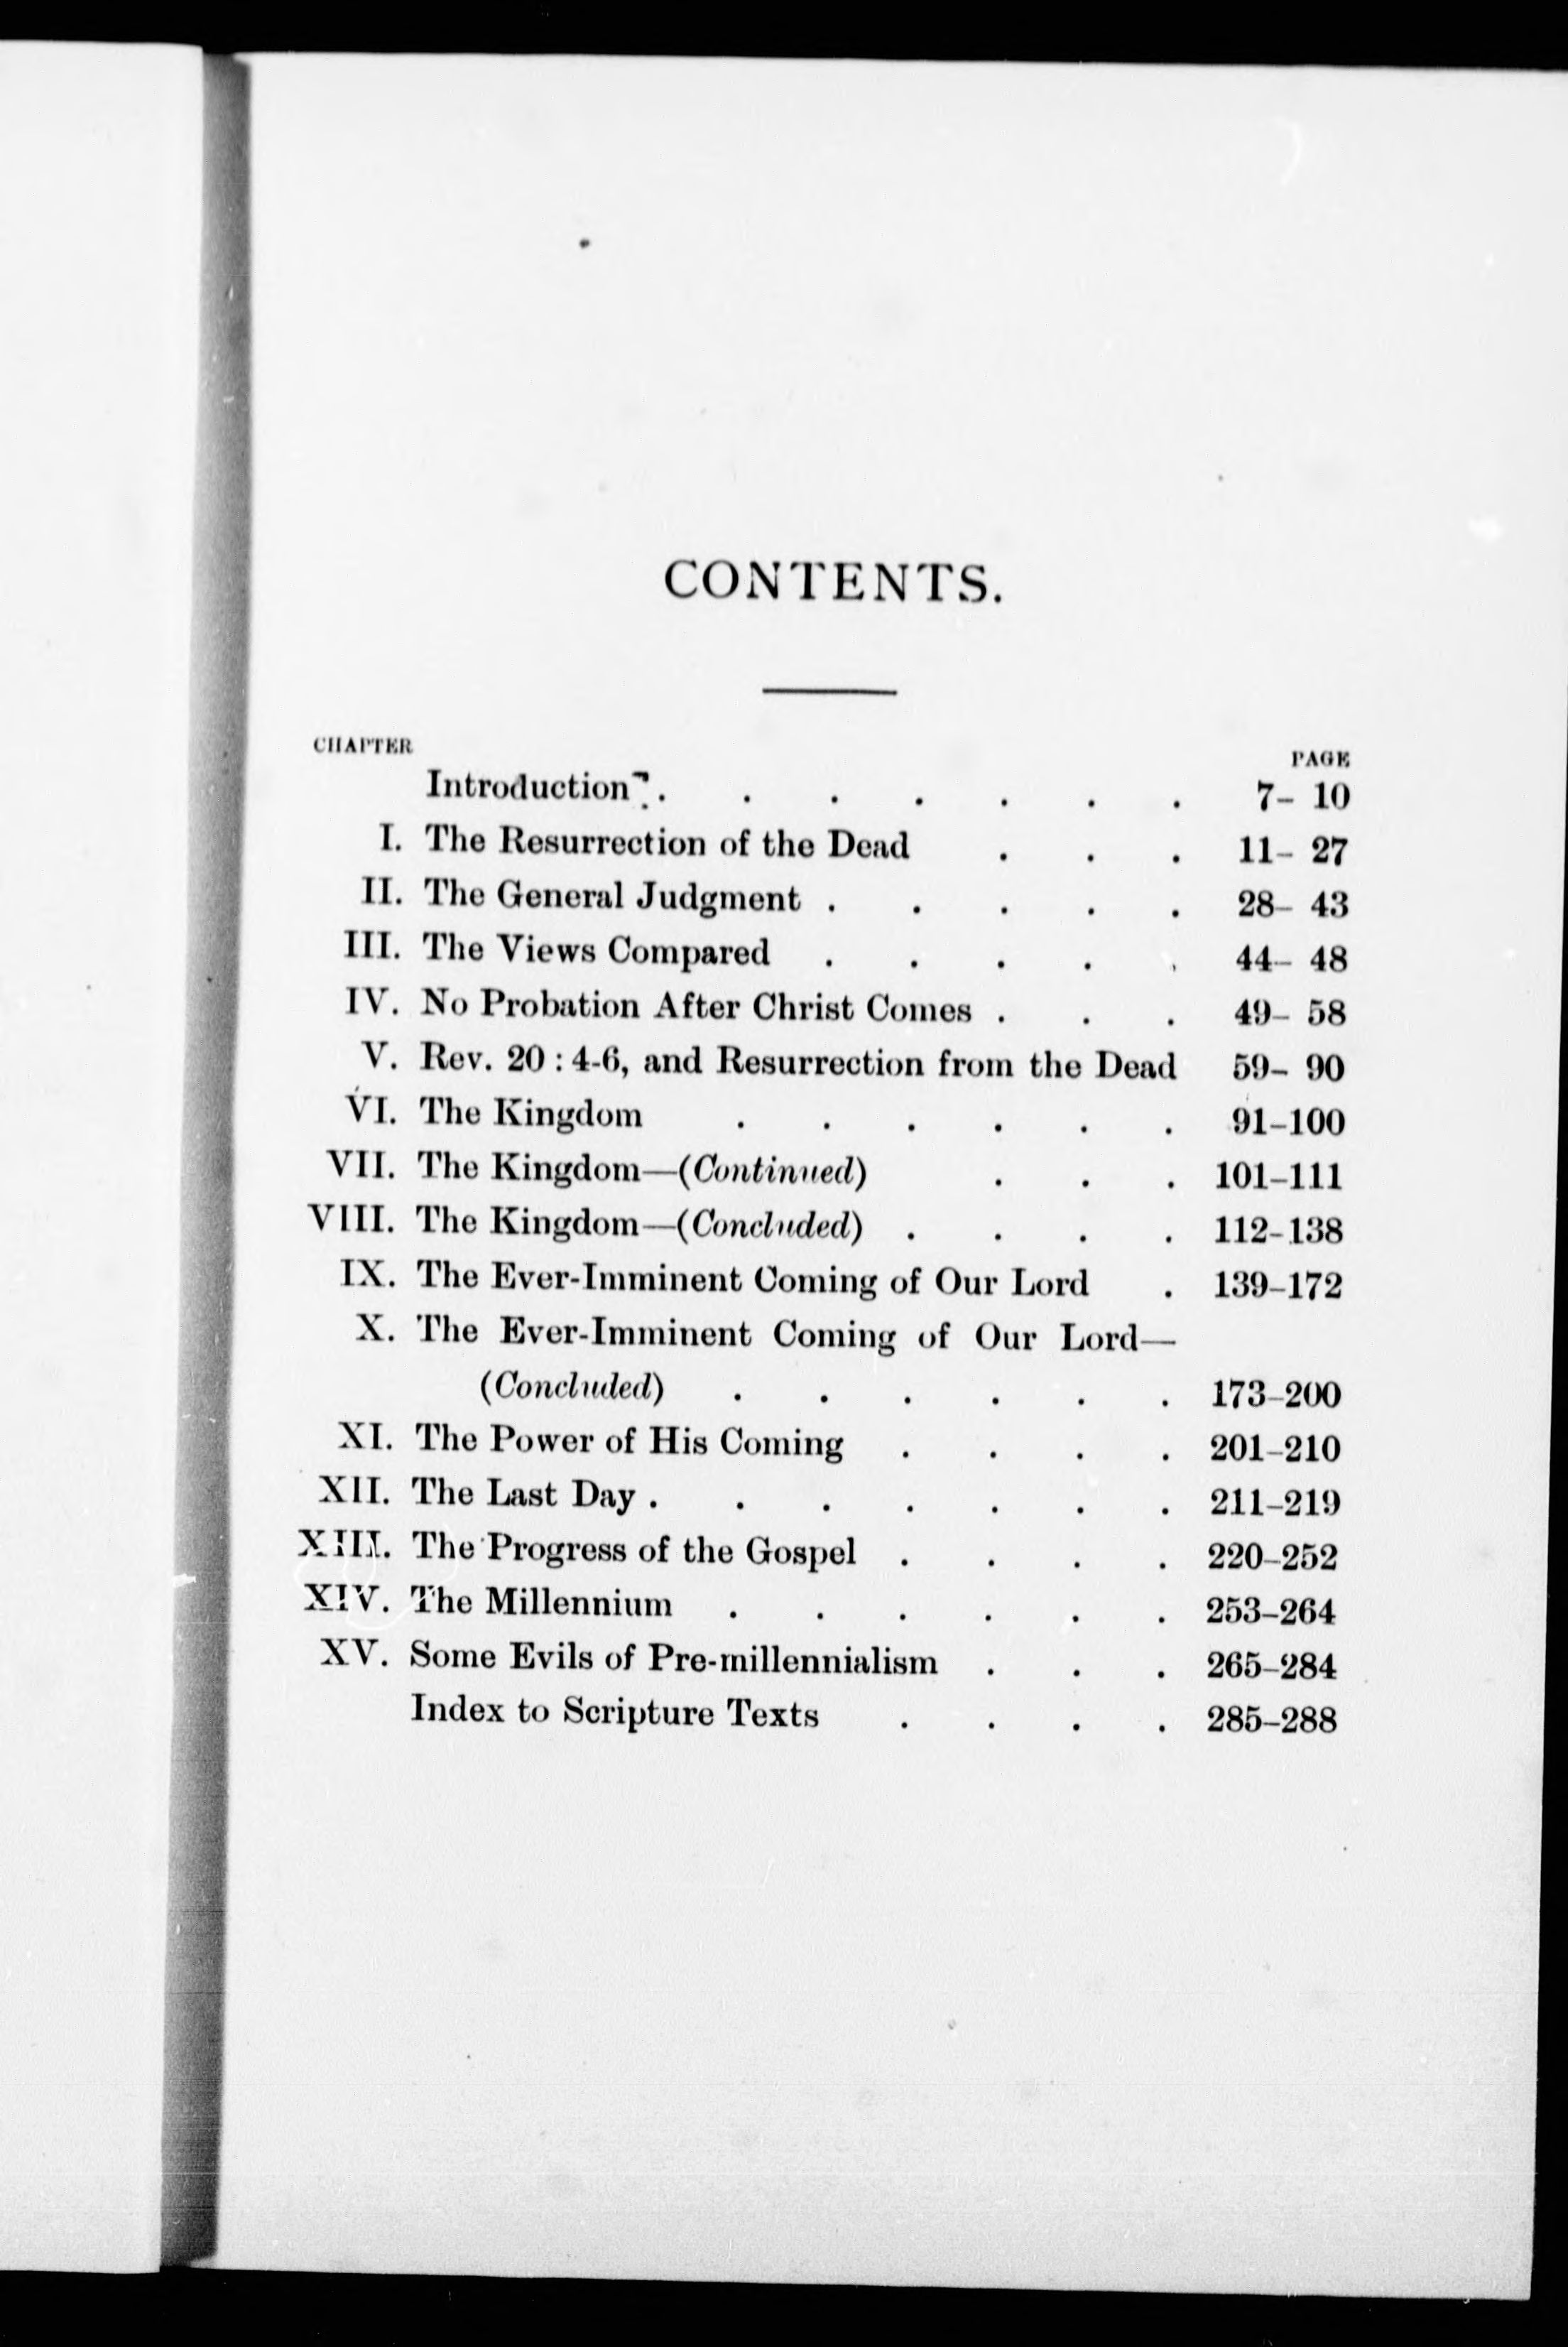 CONTENTS.
CHAPTER PAGE
Introduction . . . . . . . 7– 10
I. The Resurrection of the Dead . . . 11– 27
II. The General Judgment . . . . . 28– 43
III. The Views Compared . . . . . 44– 48
IV. No Probation After Christ Comes . . . 49– 58
V. Rev. 20 : 4-6, and Resurrection from the Dead 59– 90
VI. The Kingdom . . . . . . 91–100
VII. The Kingdom—(Continued) . . . 101–111
VIII. The Kingdom—(Concluded) . . . . 112–138
IX. The Ever-Imminent Coming of Our Lord . 139–172
X. The Ever-Imminent Coming of Our Lord—
(Concluded) . . . . . . 173–200
XI. The Power of His Coming . . . . 201–210
XII. The Last Day . . . . . . . 211–219
XIII. The Progress of the Gospel . . . . 220–252
XIV. The Millennium . . . . . . 253–264
XV. Some Evils of Pre-millennialism . . . 265–284
Index to Scripture Texts . . . . 285–288